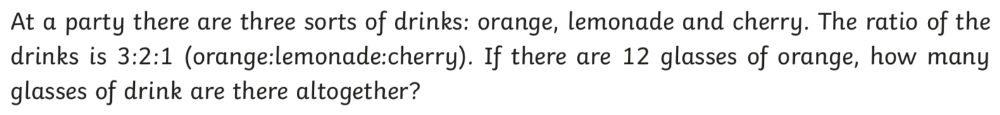 At a party there are three sorts of drinks: orange, lemonade and cherry. The ratio of the
drinks is 3:2:1 (orange:lemonade:cherry). If there are 12 glasses of orange, how many
glasses of drink are there altogether?